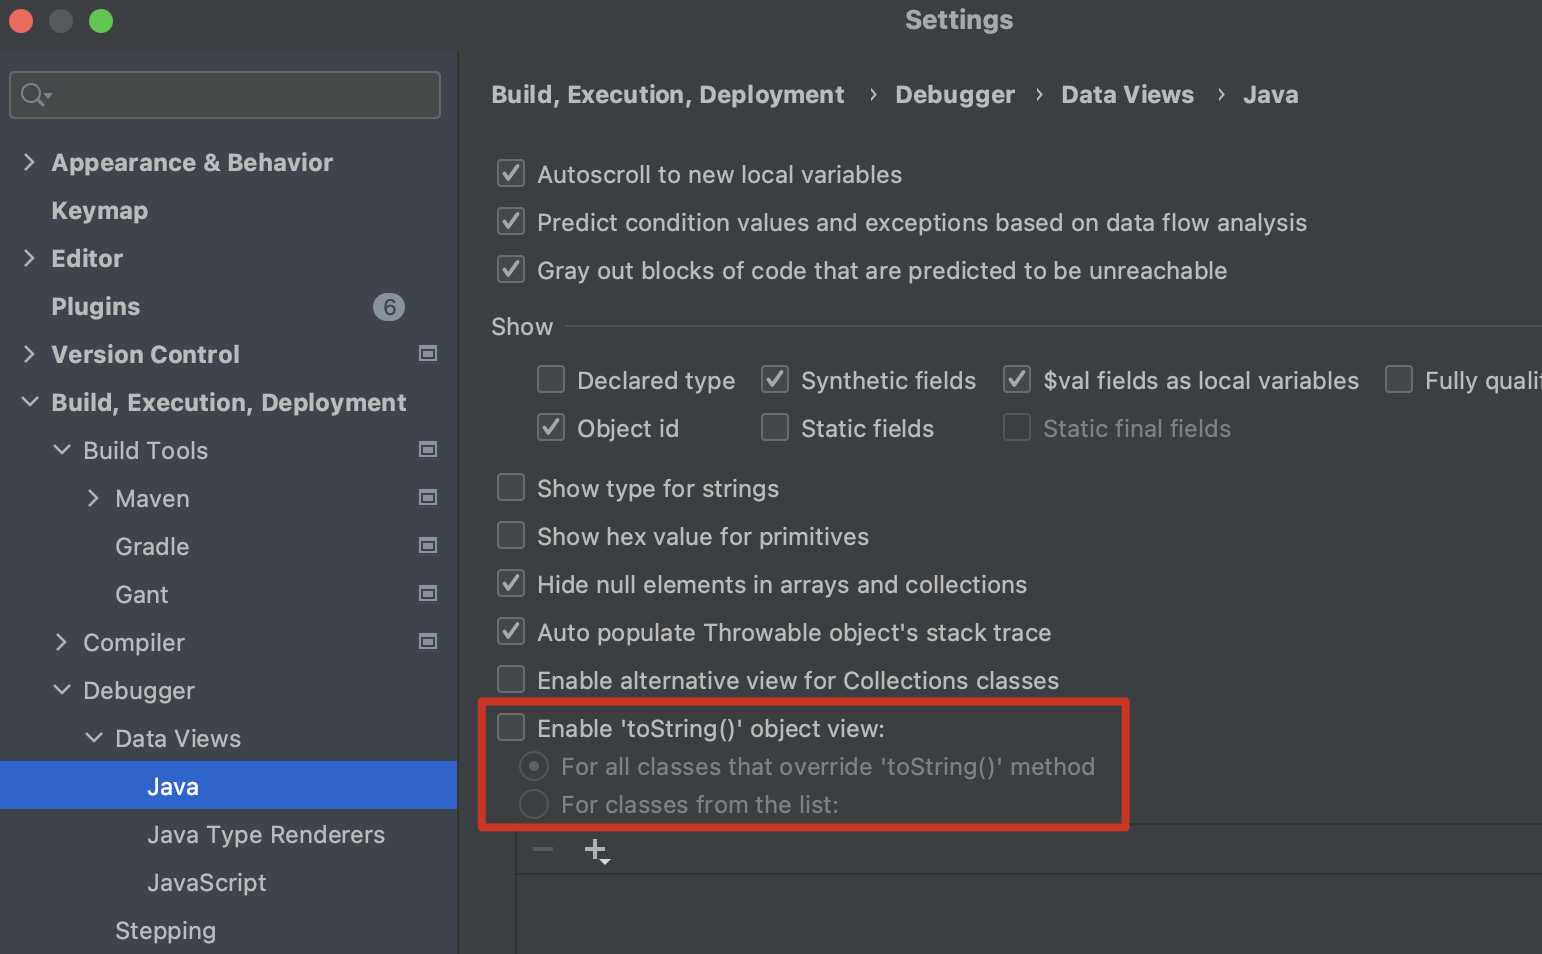 Settings
Build, Execution, Deployment › Debugger › Data Views › Java
Appearance & Behavior
Keymap
Editor
Plugins 6
Version Control
Build, Execution, Deployment
Build Tools
Maven
Gradle
Gant
Compiler
Debugger
Data Views
Java
Java Type Renderers
JavaScript
Stepping
Autoscroll to new local variables
Predict condition values and exceptions based on data flow analysis
Gray out blocks of code that are predicted to be unreachable
Show
Declared type Synthetic fields $val fields as local variables Fully
Object id Static fields Static final fields
Show type for strings
Show hex value for primitives
Hide null elements in arrays and collections
Auto populate Throwable object's stack trace
Enable alternative view for Collections classes
Enable 'toString()' object view:
For all classes that override 'toString()' method
For classes from the list: